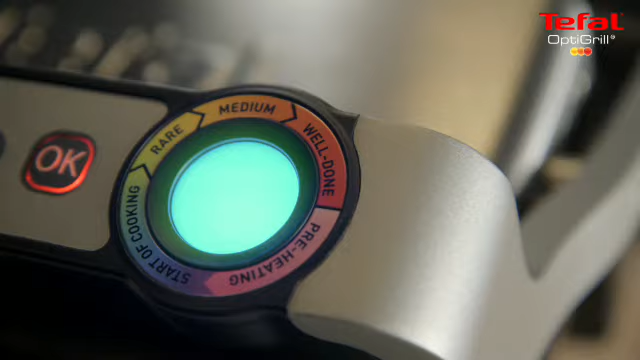 Tefal
OptiGrill®
OK
RARE
MEDIUM
WELL-DONE
PRE-HEATING
START OF COOKING